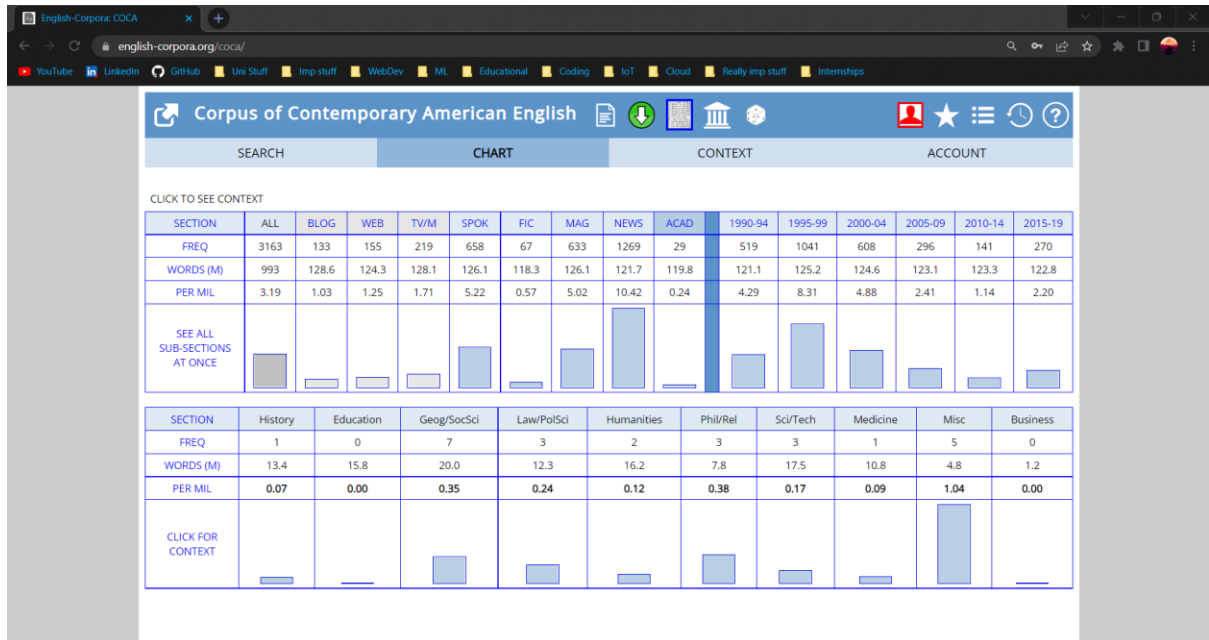 English-Corpora: COCA
english-corpora.org/coca/
YouTube LinkedIn GitHub Uni Stuff Imp stuff WebDev ML Educational Coding IoT Cloud Really imp stuff Internships
Corpus of Contemporary American English
SEARCH CHART CONTEXT ACCOUNT
CLICK TO SEE CONTEXT
SECTION ALL BLOG WEB TV/M SPOK FIC MAG NEWS ACAD 1990-94 1995-99 2000-04 2005-09 2010-14 2015-19
FREQ 3163 133 155 219 658 67 633 1269 29 519 1041 608 296 141 270
WORDS (M) 993 128.6 124.3 128.1 126.1 118.3 126.1 121.7 119.8 121.1 125.2 124.6 123.1 123.3 122.8
PER MIL 3.19 1.03 1.25 1.71 5.22 0.57 5.02 10.42 0.24 4.29 8.31 4.88 2.41 1.14 2.20
SEE ALL
SUB-SECTIONS
AT ONCE
SECTION History Education Geog/SocSci Law/PolSci Humanities Phil/Rel Sci/Tech Medicine Misc Business
FREQ 1 0 7 3 2 3 3 1 5 0
WORDS (M) 13.4 15.8 20.0 12.3 16.2 7.8 17.5 10.8 4.8 1.2
PER MIL 0.07 0.00 0.35 0.24 0.12 0.38 0.17 0.09 1.04 0.00
CLICK FOR
CONTEXT